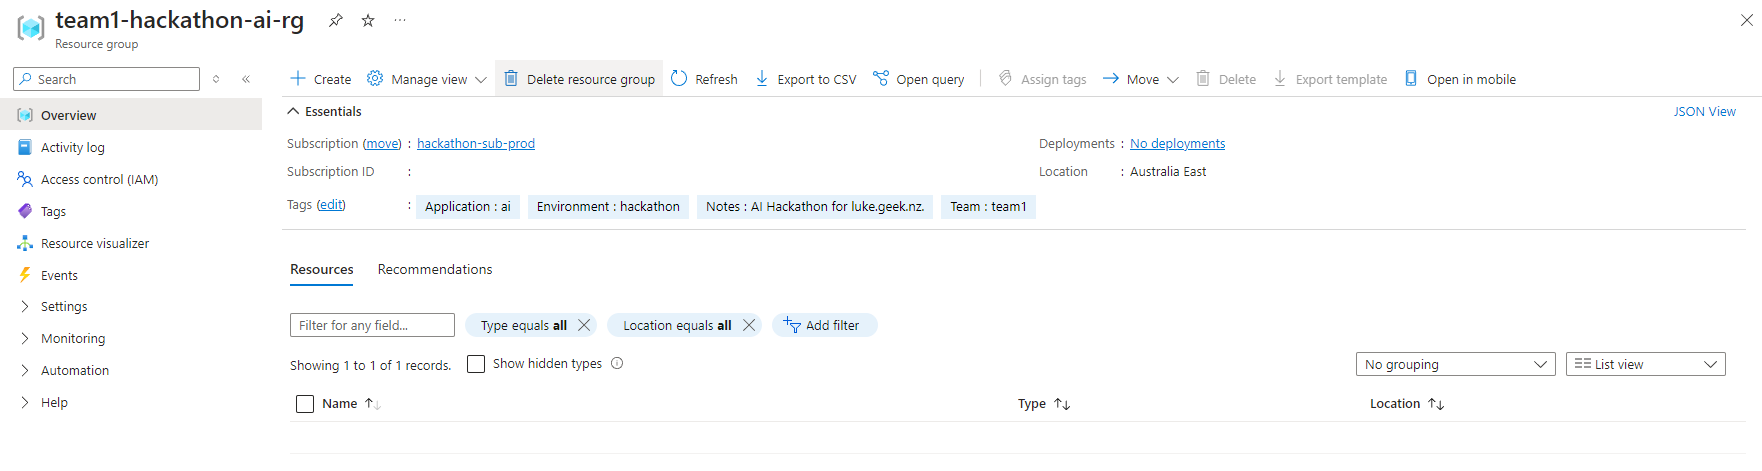 team1-hackathon-ai-rg
Resource group
Search
Create
Manage view
Delete resource group
Refresh
Export to CSV
Open query
Assign tags
Move
Delete
Export template
Open in mobile
Overview
Activity log
Access control (IAM)
Tags
Resource visualizer
Events
Settings
Monitoring
Automation
Help
Essentials
JSON View
Subscription (move) : hackathon-sub-prod
Deployments : No deployments
Subscription ID :
Location : Australia East
Tags (edit) : Application : ai Environment : hackathon Notes : AI Hackathon for luke.geek.nz. Team : team1
Resources Recommendations
Filter for any field... Type equals all Location equals all Add filter
Showing 1 to 1 of 1 records. Show hidden types
No grouping List view
Name Type Location